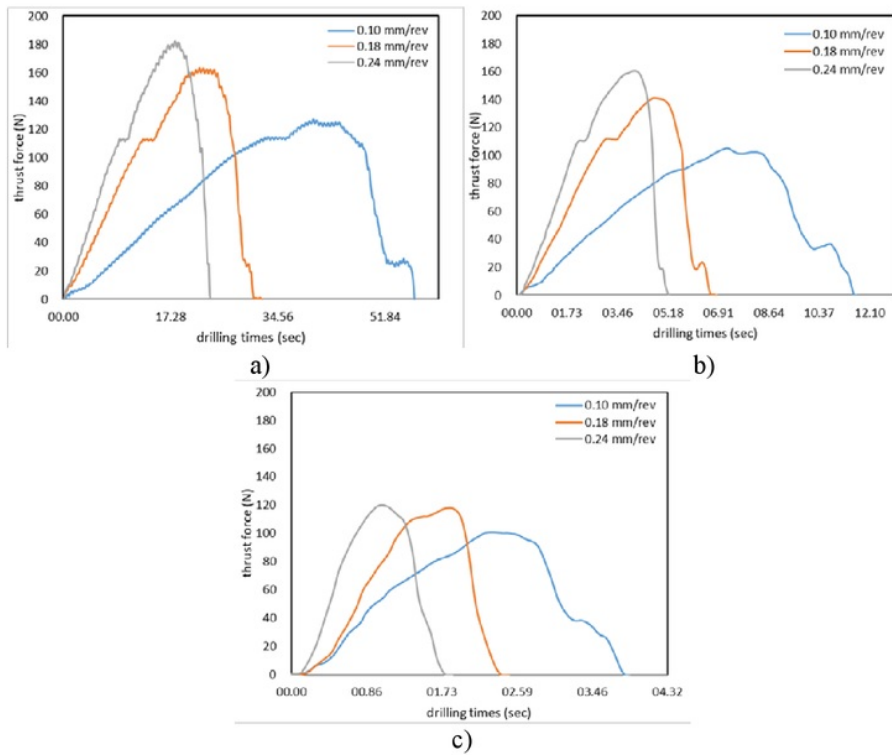 200
180
160
140
120
100
80
60
40
20
0
thrust force (N)
0.10 mm/rev
0.18 mm/rev
0.24 mm/rev
00.00 17.28 34.56 51.84
drilling times (sec)
a)
200
180
160
140
120
100
80
60
40
20
0
thrust force (N)
0.10 mm/rev
0.18 mm/rev
0.24 mm/rev
00.00 01.73 03.46 05.18 06.91 08.64 10.37 12.10
drilling times (sec)
b)
200
180
160
140
120
100
80
60
40
20
0
thrust force (N)
0.10 mm/rev
0.18 mm/rev
0.24 mm/rev
00.00 00.86 01.73 02.59 03.46 04.32
drilling times (sec)
c)